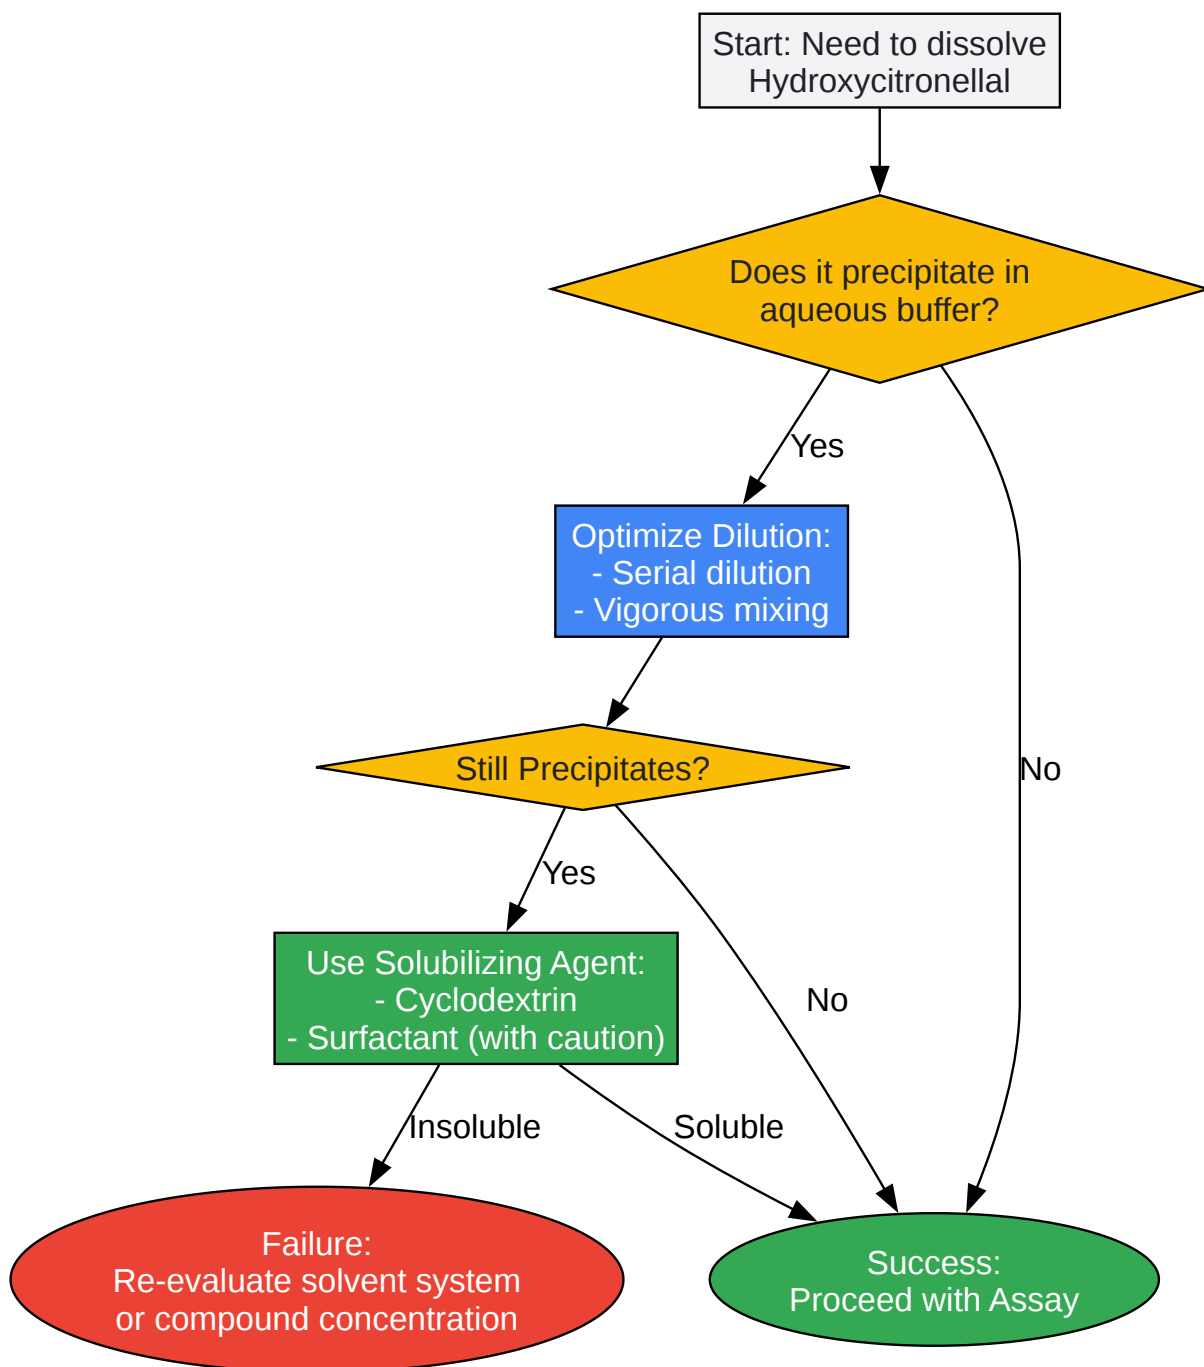 Start: Need to dissolve
Hydroxycitronellal
Does it precipitate in
aqueous buffer?
Yes
Optimize Dilution:
- Serial dilution
- Vigorous mixing
Still Precipitates?
No
Yes
Use Solubilizing Agent:
- Cyclodextrin
- Surfactant (with caution)
No
Insoluble
Soluble
Failure:
Re-evaluate solvent system
or compound concentration
Success:
Proceed with Assay